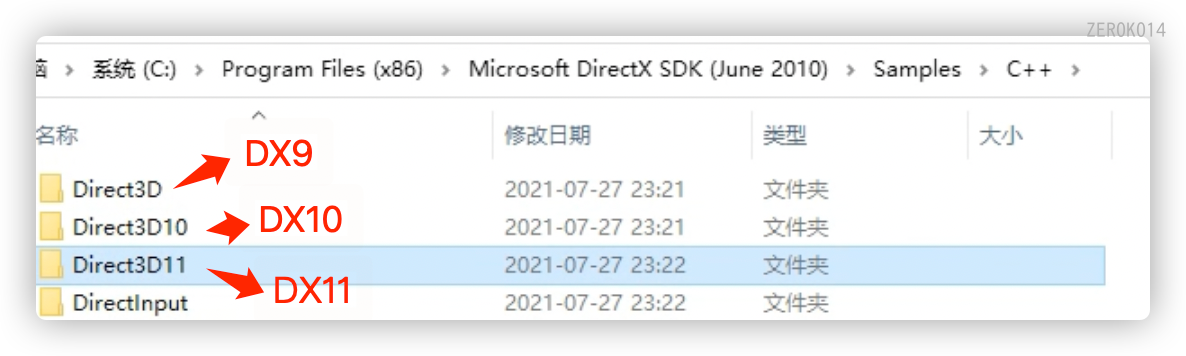 ZEROK014
脑 › 系统 (C:) › Program Files (x86) › Microsoft DirectX SDK (June 2010) › Samples › C++ ›
名称 修改日期 类型 大小
DX9
Direct3D 2021-07-27 23:21 文件夹
Direct3D10 DX10 2021-07-27 23:21 文件夹
Direct3D11 2021-07-27 23:22 文件夹
DX11
DirectInput 2021-07-27 23:22 文件夹